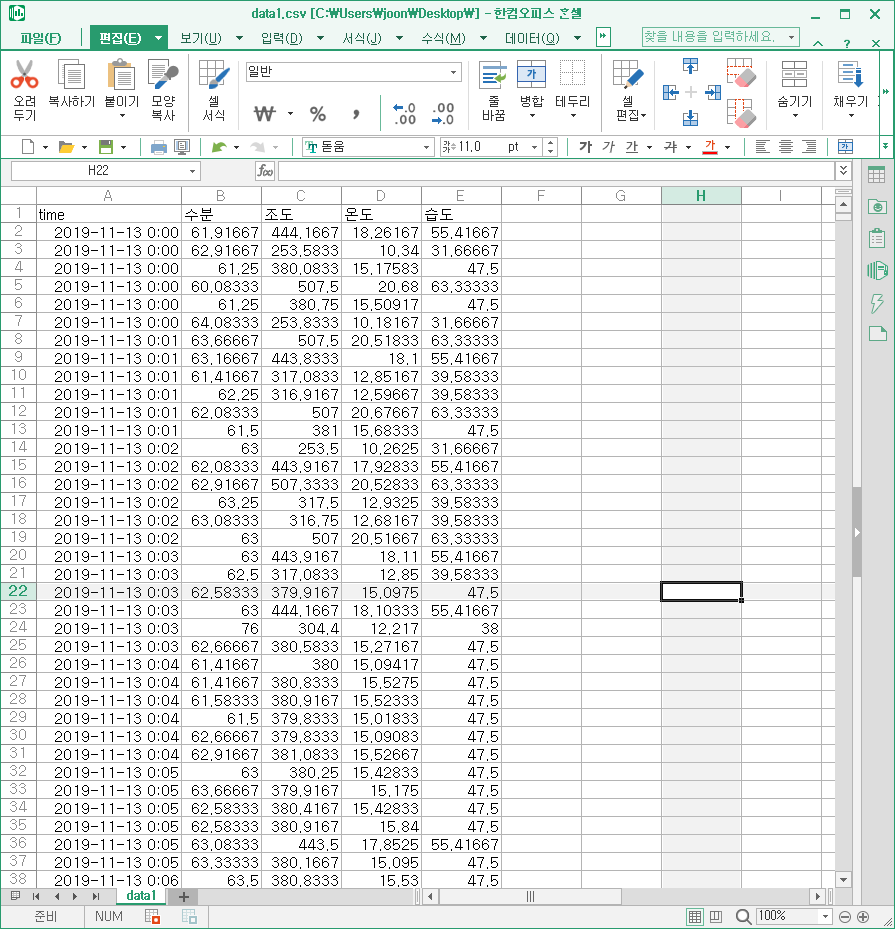 data1.csv [C:₩Users₩joon₩Desktop₩] - 한컴오피스 흔셀
파일(F) 편집(E) 보기(U) 입력(D) 서식(J) 수식(M) 데이터(Q) 찾을 내용을 입력하세요.
오려 두기 복사하기 붙이기 모양 복사 셀 서식 일반 줄 바꿈 병합 테두리 셀 편집 숨기기 채우기
₩ % , ←.0 .00 .00 →.0
돋움 가나 11.0 pt 가 가 가 가 가
H22
A B C D E F G H I
1 time 수분 조도 온도 습도
2 2019-11-13 0:00 61.91667 444.1667 18.26167 55.41667
3 2019-11-13 0:00 62.91667 253.5833 10.34 31.66667
4 2019-11-13 0:00 61.25 380.0833 15.17583 47.5
5 2019-11-13 0:00 60.08333 507.5 20.68 63.33333
6 2019-11-13 0:00 61.25 380.75 15.50917 47.5
7 2019-11-13 0:00 64.08333 253.8333 10.18167 31.66667
8 2019-11-13 0:01 63.66667 507.5 20.51833 63.33333
9 2019-11-13 0:01 63.16667 443.8333 18.1 55.41667
10 2019-11-13 0:01 61.41667 317.0833 12.85167 39.58333
11 2019-11-13 0:01 62.25 316.9167 12.59667 39.58333
12 2019-11-13 0:01 62.08333 507 20.67667 63.33333
13 2019-11-13 0:01 61.5 381 15.68333 47.5
14 2019-11-13 0:02 63 253.5 10.2625 31.66667
15 2019-11-13 0:02 62.08333 443.9167 17.92833 55.41667
16 2019-11-13 0:02 62.91667 507.3333 20.52833 63.33333
17 2019-11-13 0:02 63.25 317.5 12.9325 39.58333
18 2019-11-13 0:02 63.08333 316.75 12.68167 39.58333
19 2019-11-13 0:02 63 507 20.51667 63.33333
20 2019-11-13 0:03 63 443.9167 18.11 55.41667
21 2019-11-13 0:03 62.5 317.0833 12.85 39.58333
22 2019-11-13 0:03 62.58333 379.9167 15.0975 47.5
23 2019-11-13 0:03 63 444.1667 18.10333 55.41667
24 2019-11-13 0:03 76 304.4 12.217 38
25 2019-11-13 0:03 62.66667 380.5833 15.27167 47.5
26 2019-11-13 0:04 61.41667 380 15.09417 47.5
27 2019-11-13 0:04 61.41667 380.8333 15.5275 47.5
28 2019-11-13 0:04 61.58333 380.9167 15.52333 47.5
29 2019-11-13 0:04 61.5 379.8333 15.01833 47.5
30 2019-11-13 0:04 62.66667 379.8333 15.09083 47.5
31 2019-11-13 0:04 62.91667 381.0833 15.52667 47.5
32 2019-11-13 0:05 63 380.25 15.42833 47.5
33 2019-11-13 0:05 63.66667 379.9167 15.175 47.5
34 2019-11-13 0:05 62.58333 380.4167 15.42833 47.5
35 2019-11-13 0:05 62.58333 380.9167 15.84 47.5
36 2019-11-13 0:05 63.08333 443.5 17.8525 55.41667
37 2019-11-13 0:05 63.33333 380.1667 15.095 47.5
38 2019-11-13 0:06 63.5 380.8333 15.53 47.5
data1
준비 NUM 100%